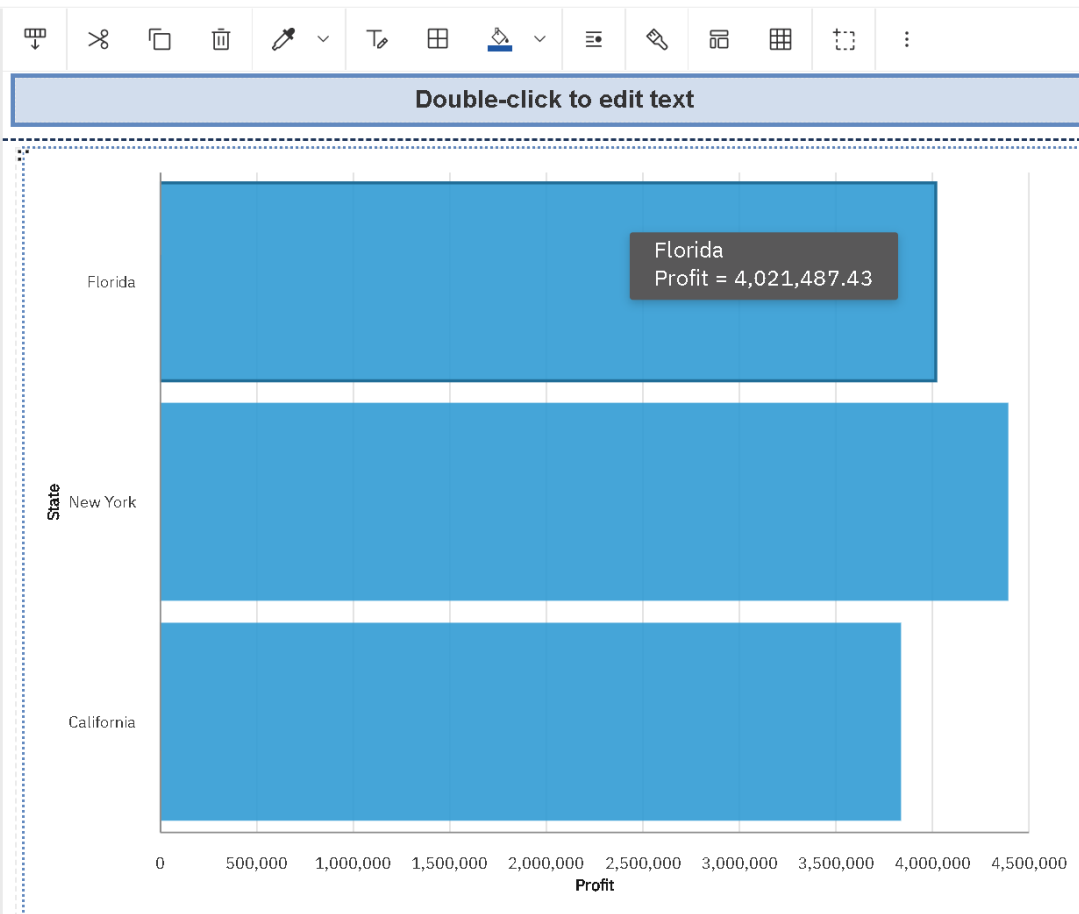 Double-click to edit text
Florida
Profit = 4,021,487.43
Florida
State
New York
California
0 500,000 1,000,000 1,500,000 2,000,000 2,500,000 3,000,000 3,500,000 4,000,000 4,500,000
Profit